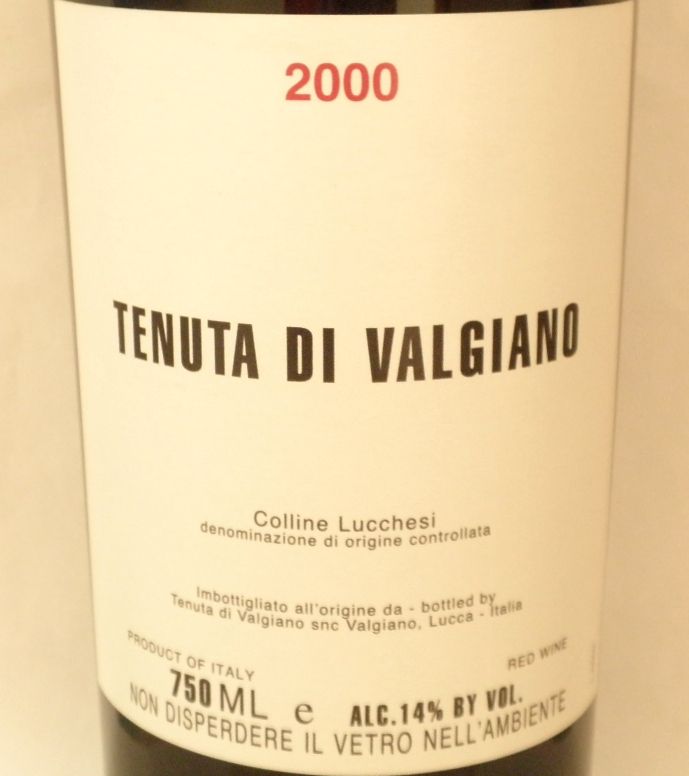 2000
TENUTA DI VALGIANO
Colline Lucchesi
denominazione di origine controllata
Imbottigliato all'origine da - bottled by
Tenuta di Valgiano snc Valgiano, Lucca - Italia
PRODUCT OF ITALY RED WINE
750 ML e ALC.14% BY VOL.
NON DISPERDERE IL VETRO NELL'AMBIENTE